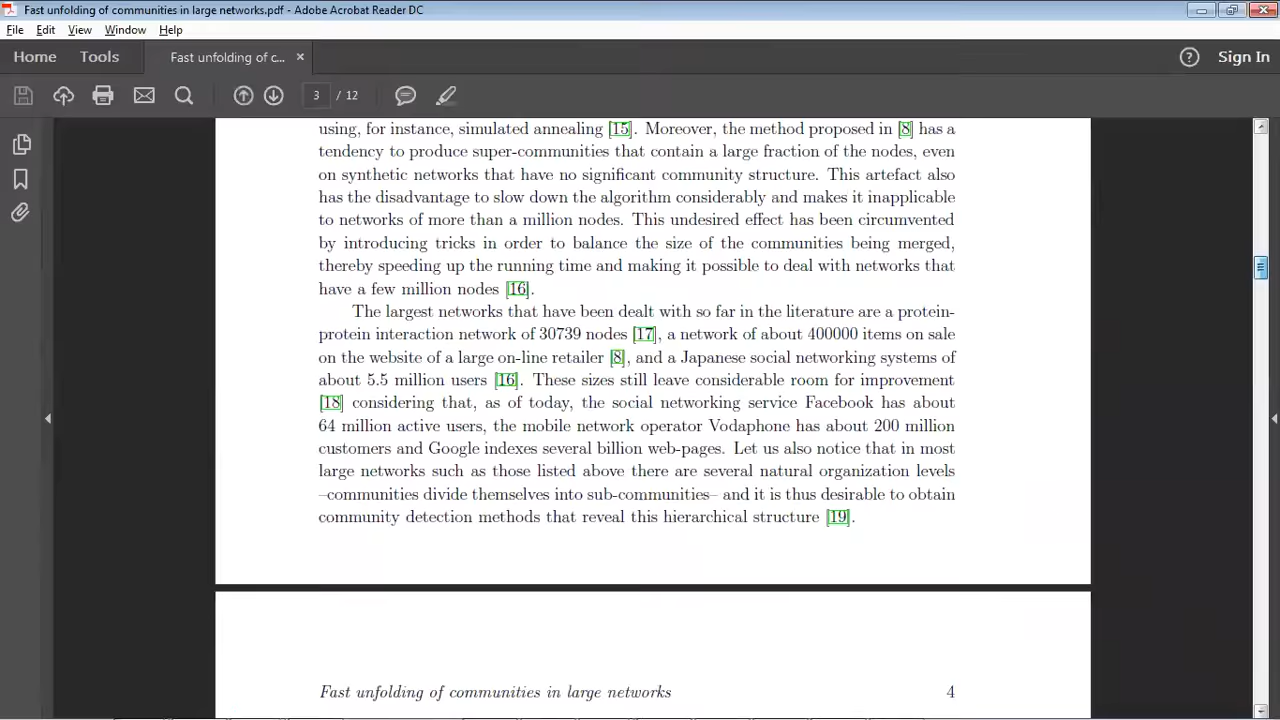 Fast unfolding of communities in large networks.pdf - Adobe Acrobat Reader DC
File Edit View Window Help
Home Tools Fast unfolding of c... × ? Sign In
3 / 12
using, for instance, simulated annealing [15]. Moreover, the method proposed in [8] has a
tendency to produce super-communities that contain a large fraction of the nodes, even
on synthetic networks that have no significant community structure. This artefact also
has the disadvantage to slow down the algorithm considerably and makes it inapplicable
to networks of more than a million nodes. This undesired effect has been circumvented
by introducing tricks in order to balance the size of the communities being merged,
thereby speeding up the running time and making it possible to deal with networks that
have a few million nodes [16].
The largest networks that have been dealt with so far in the literature are a protein-
protein interaction network of 30739 nodes [17], a network of about 400000 items on sale
on the website of a large on-line retailer [8], and a Japanese social networking systems of
about 5.5 million users [16]. These sizes still leave considerable room for improvement
[18] considering that, as of today, the social networking service Facebook has about
64 million active users, the mobile network operator Vodaphone has about 200 million
customers and Google indexes several billion web-pages. Let us also notice that in most
large networks such as those listed above there are several natural organization levels
–communities divide themselves into sub-communities– and it is thus desirable to obtain
community detection methods that reveal this hierarchical structure [19].
Fast unfolding of communities in large networks 4